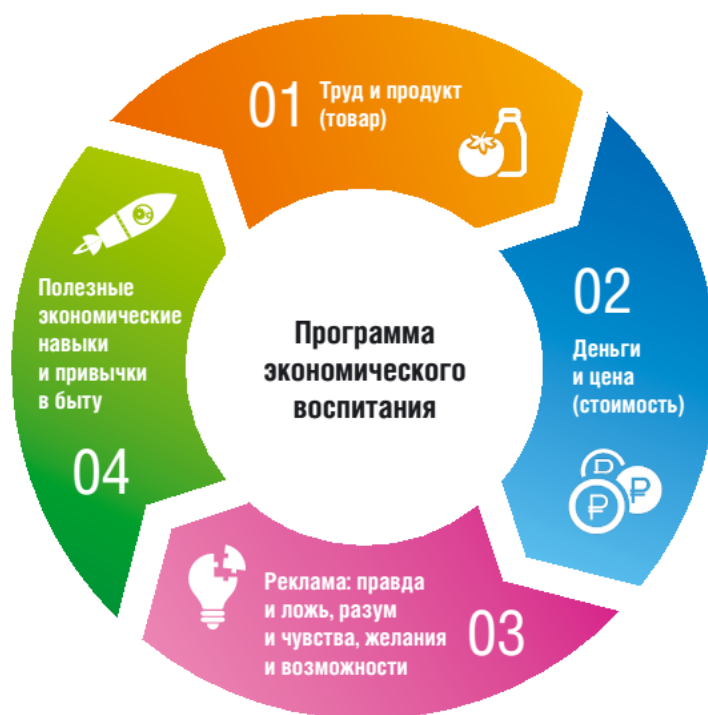 01
Труд и продукт
(товар)
02
Деньги
и цена
(стоимость)
Программа
экономического
воспитания
Реклама: правда
и ложь, разум
и чувства, желания
и возможности
03
Полезные
экономические
навыки
и привычки
в быту
04